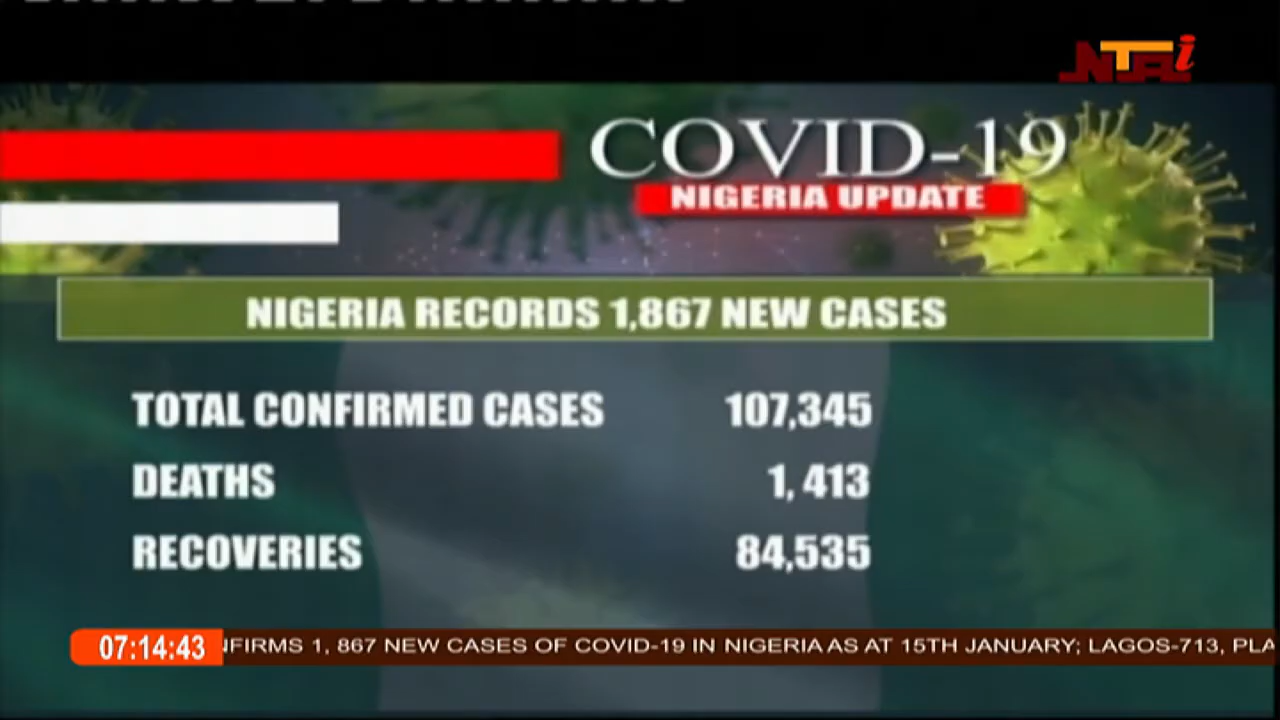 NTAi
COVID-19
NIGERIA UPDATE
NIGERIA RECORDS 1,867 NEW CASES
TOTAL CONFIRMED CASES 107,345
DEATHS 1, 413
RECOVERIES 84,535
07:14:43 NFIRMS 1, 867 NEW CASES OF COVID-19 IN NIGERIA AS AT 15TH JANUARY; LAGOS-713, PLA